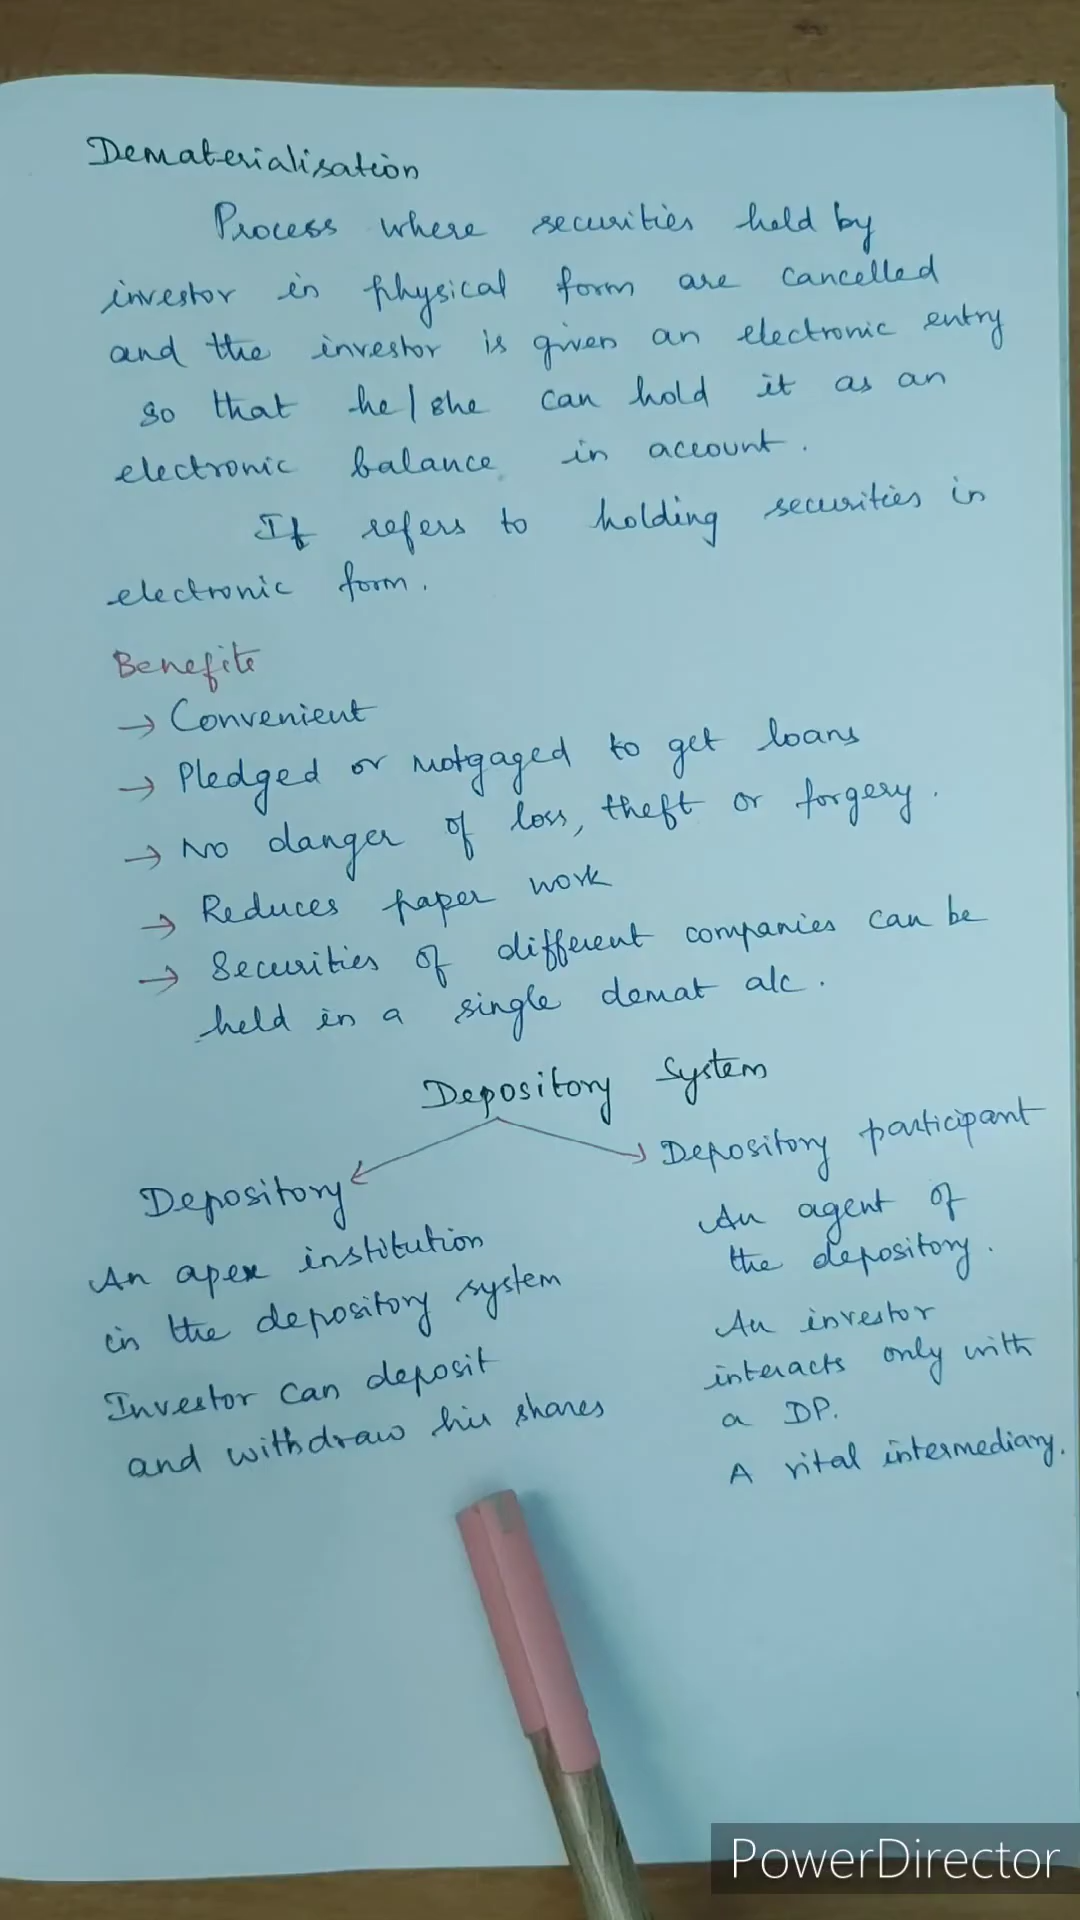 Dematerialisation
Process where securities held by
investor in physical form are cancelled
and the investor is given an electronic entry
so that he/she can hold it as an
electronic balance in account.
It refers to holding securities in
electronic form.
Benefits
→ Convenient
→ Pledged or motgaged to get loans
→ No danger of loss, theft or forgery.
→ Reduces paper work
→ Securities of different companies can be
held in a single demat a/c.
Depository System
Depository
An apex institution
in the depository system
Investor can deposit
and withdraw his shares
Depository participant
An agent of
the depository.
An investor
interacts only with
a DP.
A vital intermediary.
PowerDirector